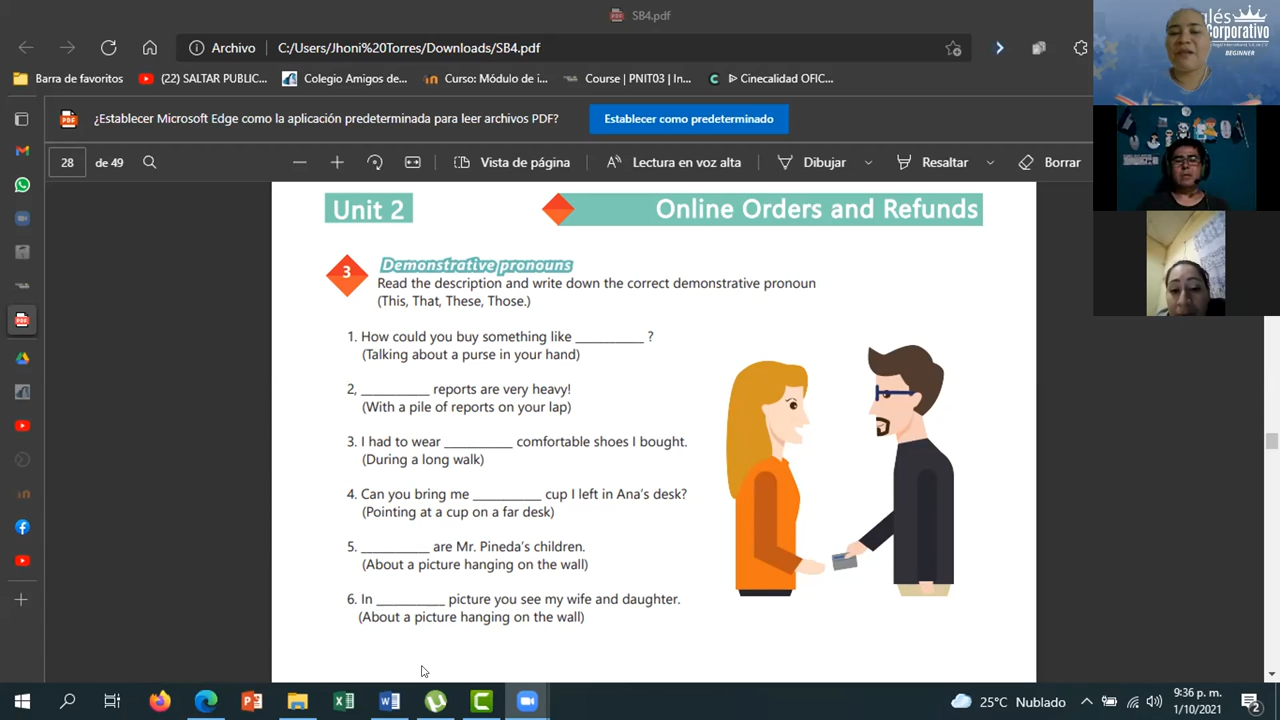 SB4.pdf
Archivo C:/Users/Jhoni%20Torres/Downloads/SB4.pdf
Barra de favoritos (22) SALTAR PUBLIC... Colegio Amigos de... Curso: Módulo de i... Course | PNIT03 | In... ▷ Cinecalidad OFIC...
¿Establecer Microsoft Edge como la aplicación predeterminada para leer archivos PDF? Establecer como predeterminado
28 de 49 Vista de página Lectura en voz alta Dibujar Resaltar Borrar
Unit 2 Online Orders and Refunds
3 Demonstrative pronouns
Read the description and write down the correct demonstrative pronoun
(This, That, These, Those.)
1. How could you buy something like __________ ?
(Talking about a purse in your hand)
2, __________ reports are very heavy!
(With a pile of reports on your lap)
3. I had to wear __________ comfortable shoes I bought.
(During a long walk)
4. Can you bring me __________ cup I left in Ana's desk?
(Pointing at a cup on a far desk)
5. __________ are Mr. Pineda's children.
(About a picture hanging on the wall)
6. In __________ picture you see my wife and daughter.
(About a picture hanging on the wall)
glés
Corporativo
BEGINNER
25°C Nublado
9:36 p. m.
1/10/2021
2